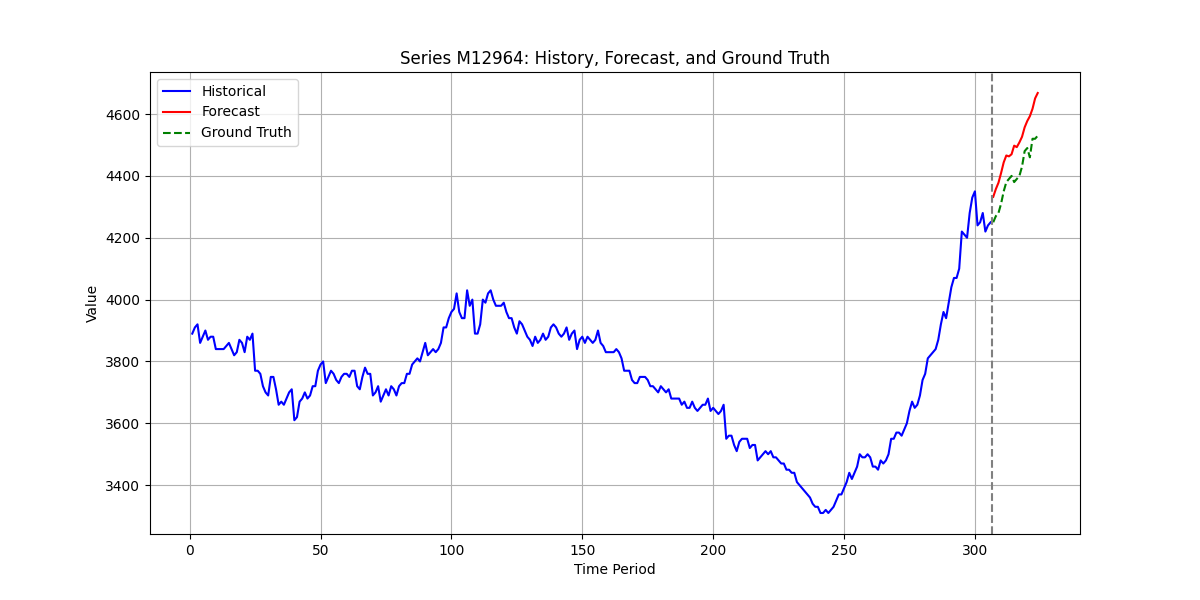 Series M12964: History, Forecast, and Ground Truth
Historical
Forecast
Ground Truth
4600
4400
4200
4000
3800
3600
3400
Value
0 50 100 150 200 250 300
Time Period